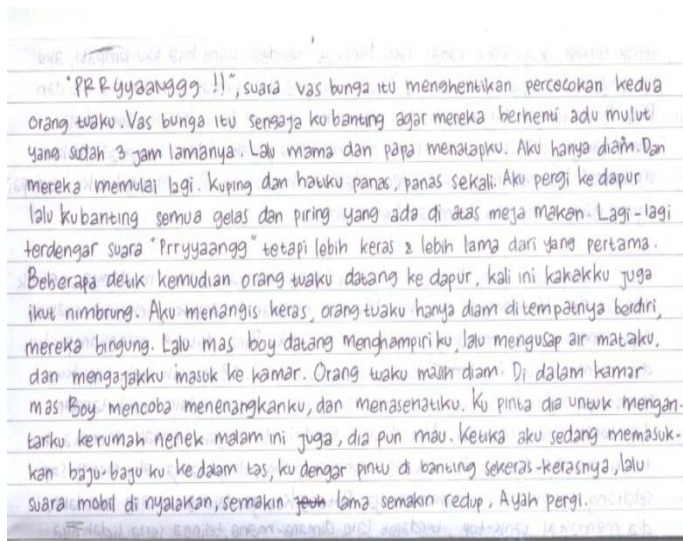 "PRRyyaanggg !!", suara vas bunga itu menghentikan percecokan kedua
orang tuaku. Vas bunga itu sengaja ku banting agar mereka berhenti adu mulut
yang sudah 3 jam lamanya. Lalu mama dan papa menatapku. Aku hanya diam. Dan
mereka memulai lagi. Kuping dan hatiku panas, panas sekali. Aku pergi ke dapur
lalu kubanting semua gelas dan piring yang ada di atas meja makan. Lagi-lagi
terdengar suara "Prryyaangg" tetapi lebih keras & lebih lama dari yang pertama.
Beberapa detik kemudian orang tuaku datang ke dapur, kali ini kakakku juga
ikut nimbrung. Aku menangis keras, orang tuaku hanya diam ditempatnya berdiri,
mereka bingung. Lalu mas boy datang menghampiriku, lalu mengusap air mataku,
dan mengajakku masuk ke kamar. Orang tuaku masih diam. Di dalam kamar
mas Boy mencoba menenangkanku, dan menasehatiku. Ku pinta dia untuk mengan-
tarku kerumah nenek malam ini juga, dia pun mau. Ketika aku sedang memasuk-
kan baju-baju ku ke dalam tas, ku dengar pintu di banting sekeras-kerasnya, lalu
suara mobil di nyalakan, semakin lama semakin redup, Ayah pergi.